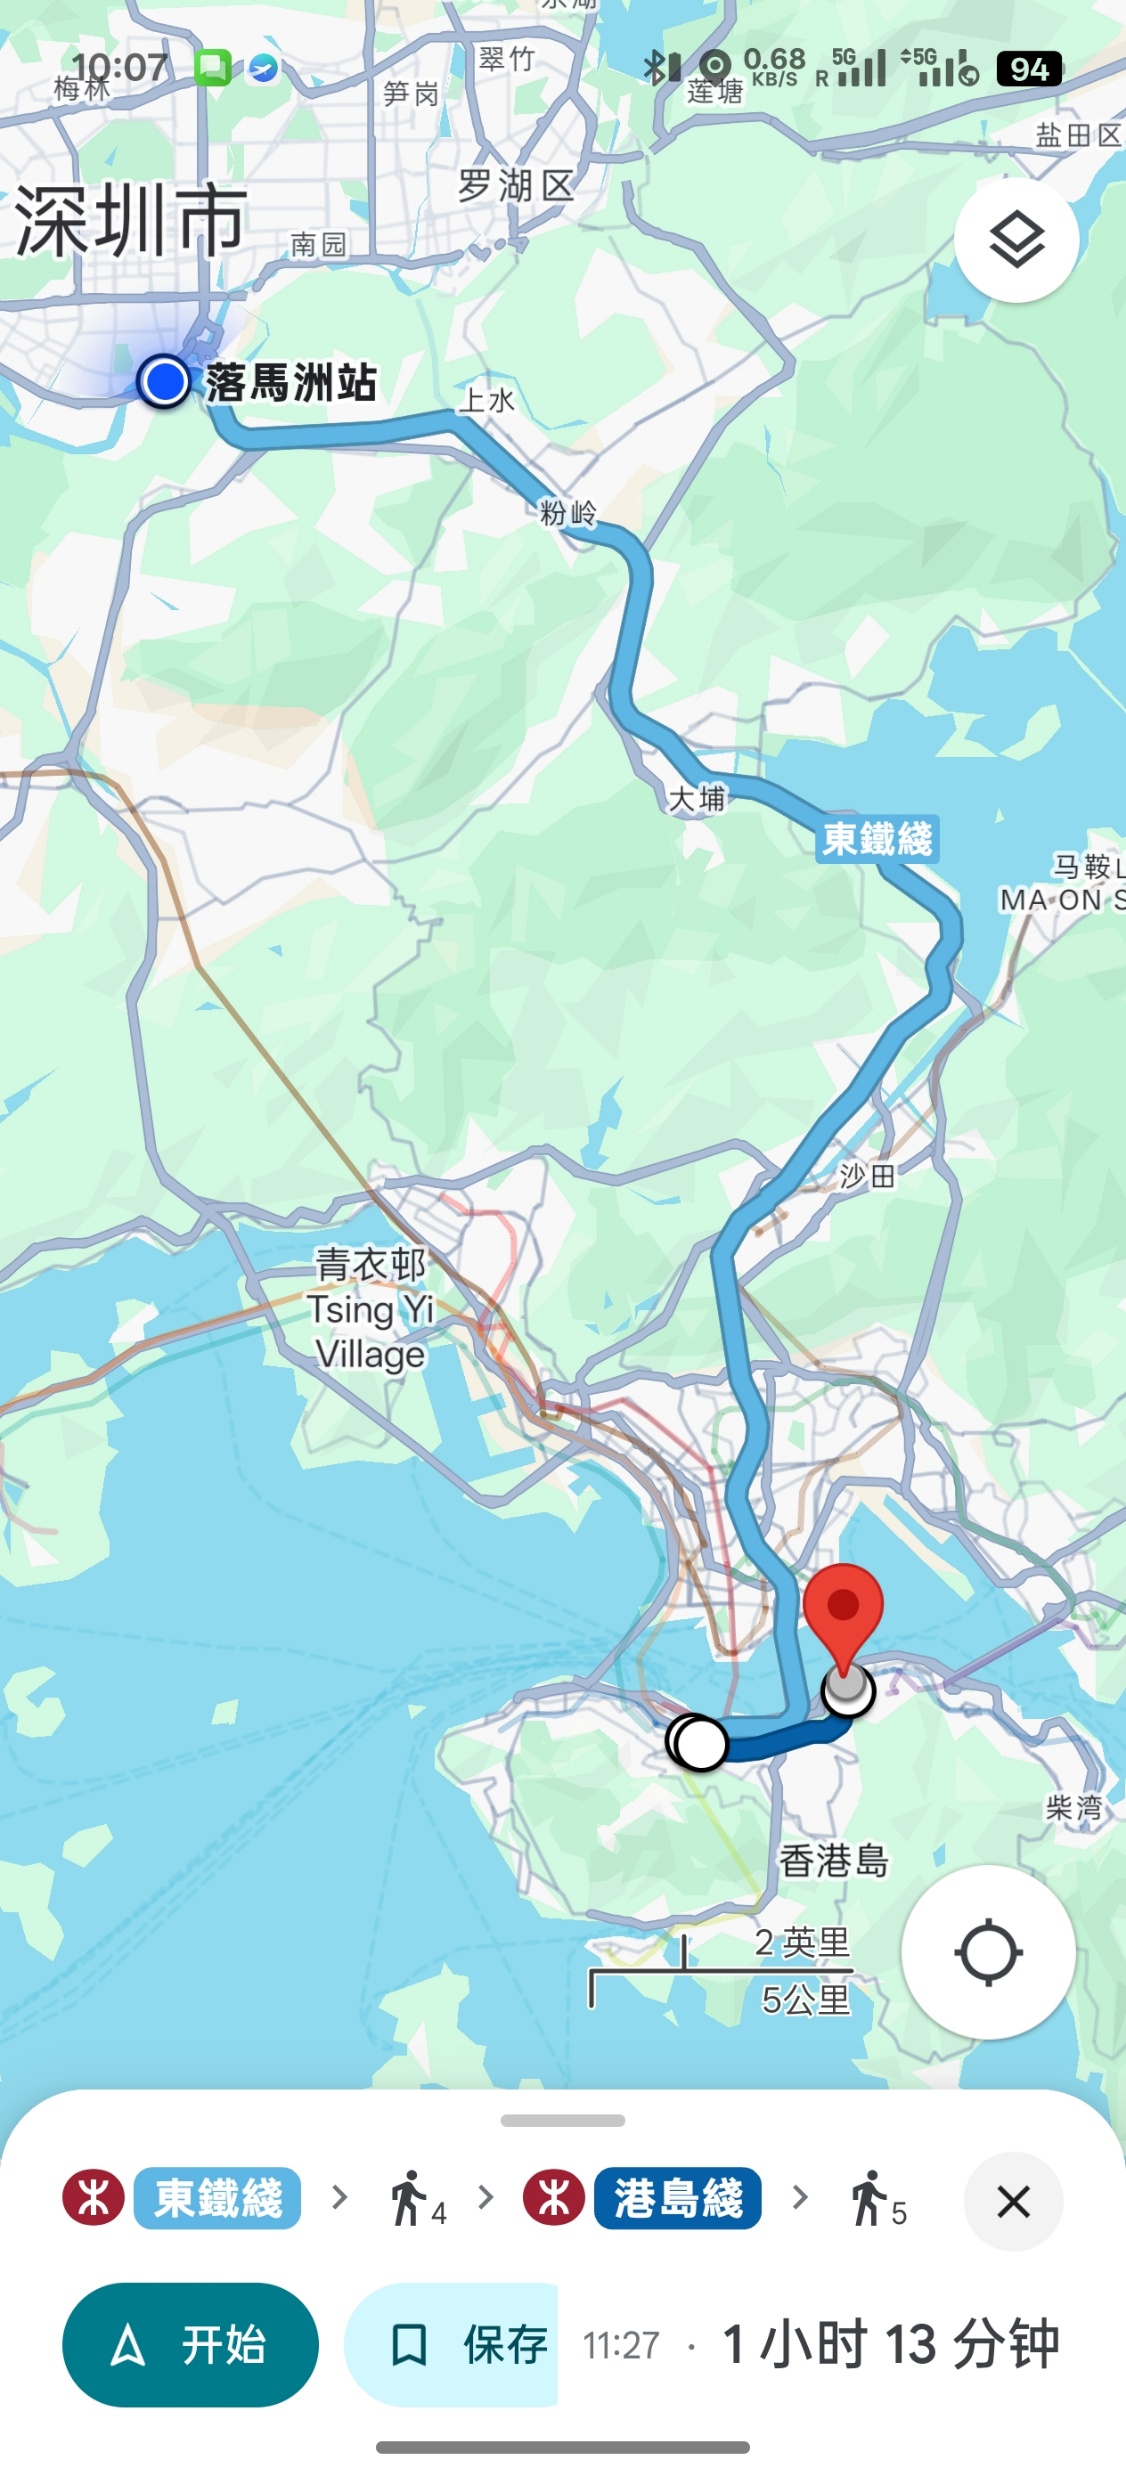 10:07
0.68
KB/S
R
5G
5G
94
梅林
翠竹
笋岗
莲塘
盐田区
罗湖区
深圳市
南园
落馬洲站
上水
粉岭
大埔
東鐵綫
马鞍山
MA ON S
沙田
青衣邨
Tsing Yi
Village
柴湾
香港島
2 英里
5公里
東鐵綫
4
港島綫
5
开始
保存
11:27 · 1 小时 13 分钟